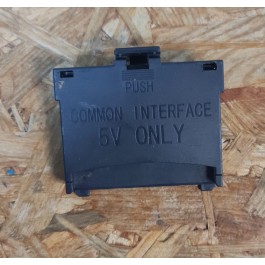 PUSH
COMMON INTERFACE
5V ONLY